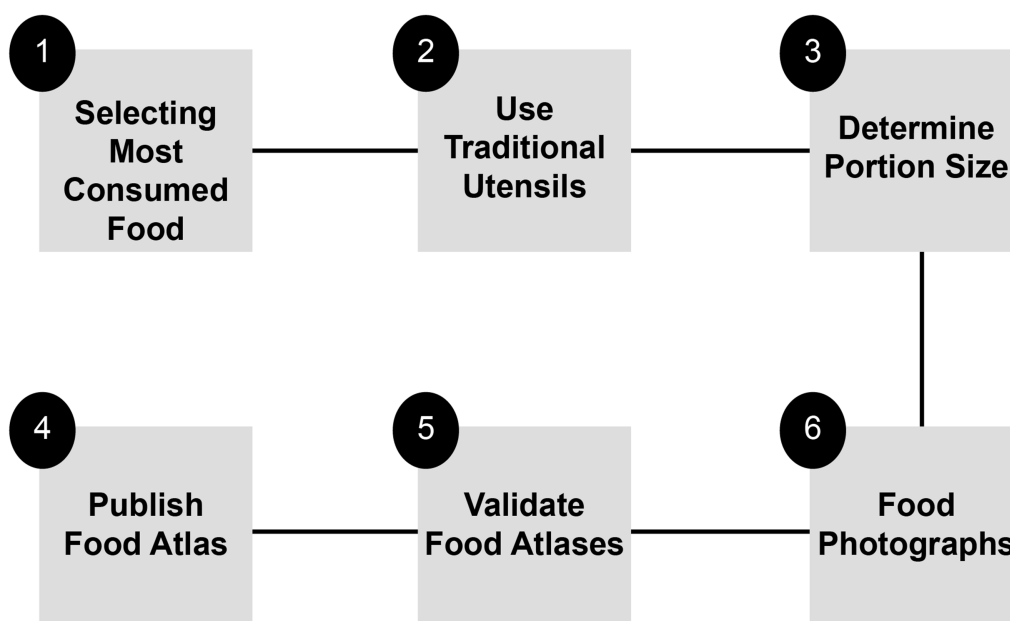 1
Selecting
Most
Consumed
Food
2
Use
Traditional
Utensils
3
Determine
Portion Size
4
Publish
Food Atlas
5
Validate
Food Atlases
6
Food
Photographs